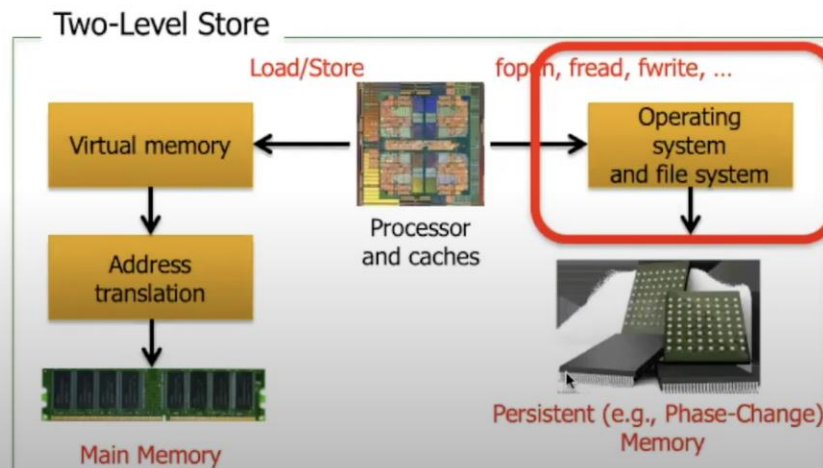 Two-Level Store
Load/Store
fopen, fread, fwrite, ...
Virtual memory
Operating
system
and file system
Processor
and caches
Address
translation
Persistent (e.g., Phase-Change)
Memory
Main Memory